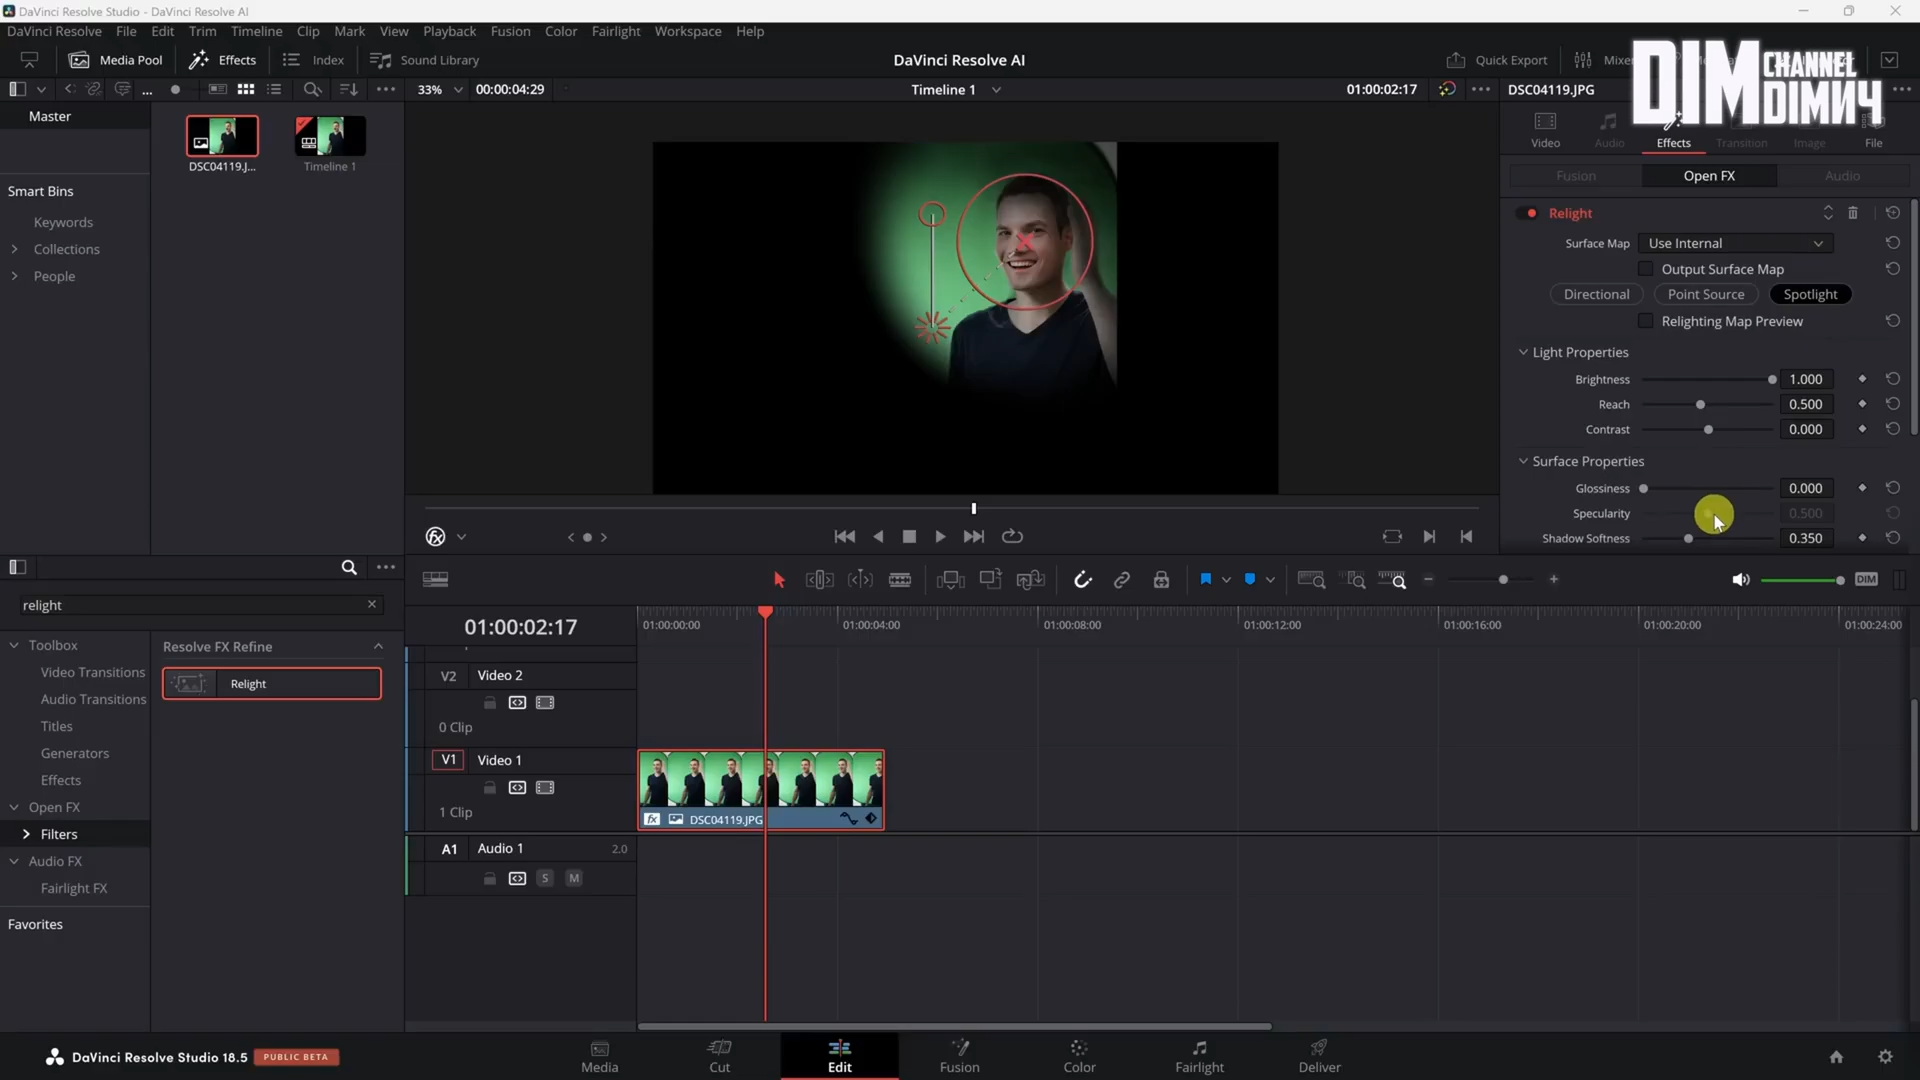 DaVinci Resolve Studio - DaVinci Resolve AI
DaVinci Resolve File Edit Trim Timeline Clip Mark View Playback Fusion Color Fairlight Workspace Help
Media Pool Effects Index Sound Library DaVinci Resolve AI Quick Export
DIM CHANNEL DIMНЧ
... 33% 00:00:04:29 Timeline 1 01:00:02:17 DSC04119.JPG
Master
DSC04119.J... Timeline 1
Video Audio Effects Transition Image File
Fusion Open FX Audio
Smart Bins
Keywords
Collections
People
Relight
Surface Map Use Internal
Output Surface Map
Directional Point Source Spotlight
Relighting Map Preview
Light Properties
Brightness 1.000
Reach 0.500
Contrast 0.000
Surface Properties
Glossiness 0.000
Specularity 0.500
Shadow Softness 0.350
fx
DIM
relight
Toolbox
Video Transitions
Audio Transitions
Titles
Generators
Effects
Open FX
Filters
Audio FX
Fairlight FX
Favorites
Resolve FX Refine
Relight
01:00:02:17
01:00:00:00 01:00:04:00 01:00:08:00 01:00:12:00 01:00:16:00 01:00:20:00 01:00:24:00
V2 Video 2
0 Clip
V1 Video 1
1 Clip
fx DSC04119.JPG
A1 Audio 1 2.0
S M
DaVinci Resolve Studio 18.5 PUBLIC BETA
Media Cut Edit Fusion Color Fairlight Deliver